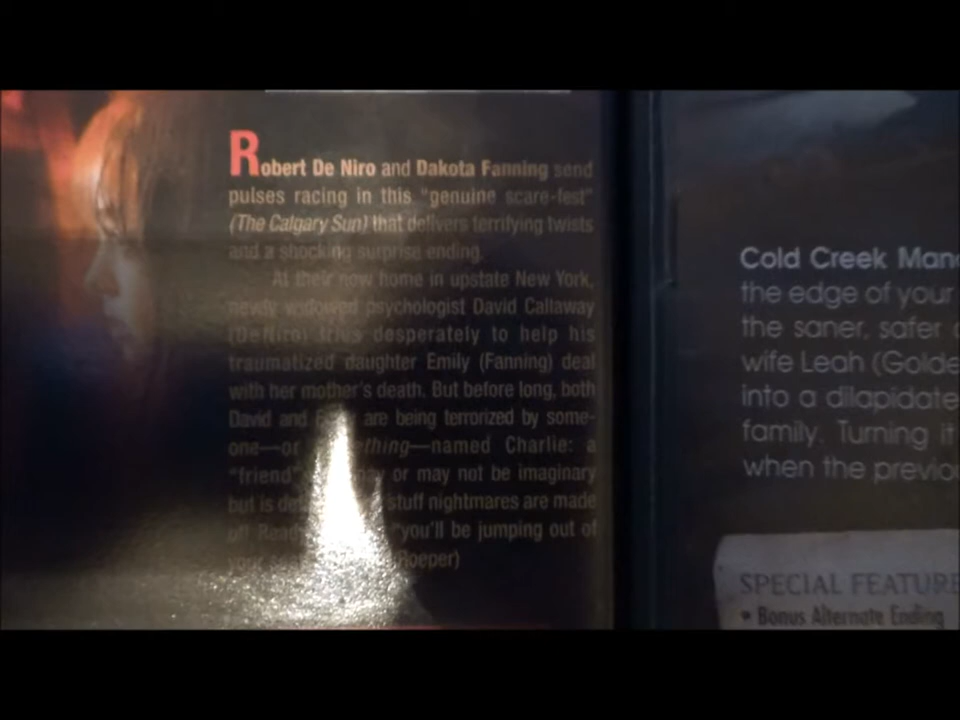 Robert De Niro and Dakota Fanning send
pulses racing in this "genuine scare-fest"
(The Calgary Sun) that delivers terrifying twists
and a shocking surprise ending.
At their new home in upstate New York,
newly widowed psychologist David Callaway
(DeNiro) tries desperately to help his
traumatized daughter Emily (Fanning) deal
with her mother's death. But before long, both
David and are being terrorized by some-
one—or —named Charlie: a
"friend" or may not be imaginary
but is stuff nightmares are made
of! "you'll be jumping out of
your (Roeper)
Cold Creek
the edge of your
the saner, safer
wife Leah
into a
family. Turning it
when the
SPECIAL
• Bonus Alternate Ending